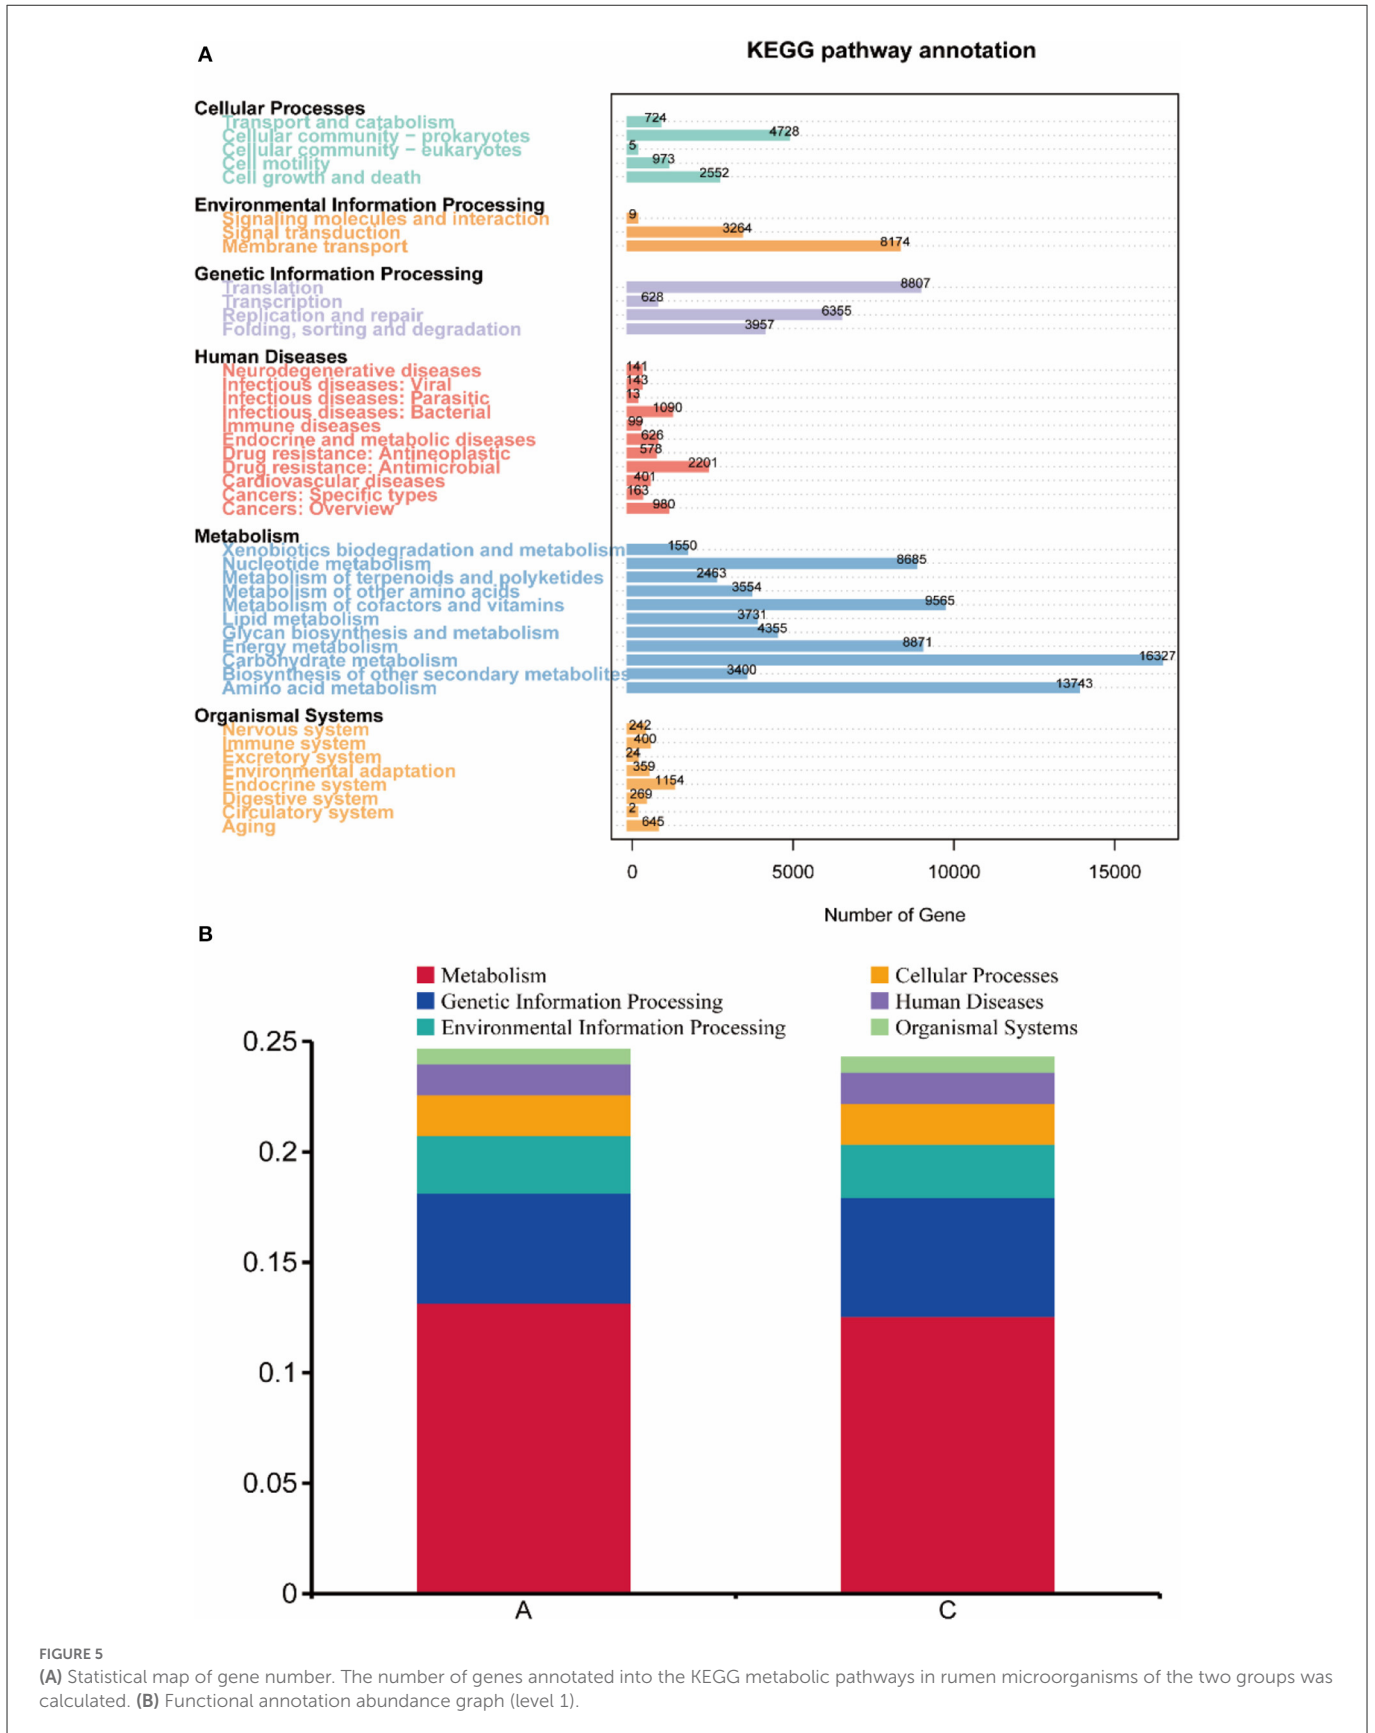 A
KEGG pathway annotation
Cellular Processes
Transport and catabolism 724
Cellular community − prokaryotes 4728
Cellular community − eukaryotes 5
Cell motility 973
Cell growth and death 2552
Environmental Information Processing
Signaling molecules and interaction 9
Signal transduction 3264
Membrane transport 8174
Genetic Information Processing
Translation 8807
Transcription 628
Replication and repair 6355
Folding, sorting and degradation 3957
Human Diseases
Neurodegenerative diseases 141
Infectious diseases: Viral 143
Infectious diseases: Parasitic 13
Infectious diseases: Bacterial 1090
Immune diseases 99
Endocrine and metabolic diseases 626
Drug resistance: Antineoplastic 578
Drug resistance: Antimicrobial 2201
Cardiovascular diseases 401
Cancers: Specific types 163
Cancers: Overview 980
Metabolism
Xenobiotics biodegradation and metabolism 1550
Nucleotide metabolism 8685
Metabolism of terpenoids and polyketides 2463
Metabolism of other amino acids 3554
Metabolism of cofactors and vitamins 9565
Lipid metabolism 3731
Glycan biosynthesis and metabolism 4355
Energy metabolism 8871
Carbohydrate metabolism 16327
Biosynthesis of other secondary metabolites 3400
Amino acid metabolism 13743
Organismal Systems
Nervous system 242
Immune system 400
Excretory system 24
Environmental adaptation 359
Endocrine system 1154
Digestive system 269
Circulatory system 2
Aging 645
0 5000 10000 15000
Number of Gene
B
Metabolism Cellular Processes
Genetic Information Processing Human Diseases
Environmental Information Processing Organismal Systems
0.25
0.2
0.15
0.1
0.05
0
A C
FIGURE 5
(A) Statistical map of gene number. The number of genes annotated into the KEGG metabolic pathways in rumen microorganisms of the two groups was
calculated. (B) Functional annotation abundance graph (level 1).